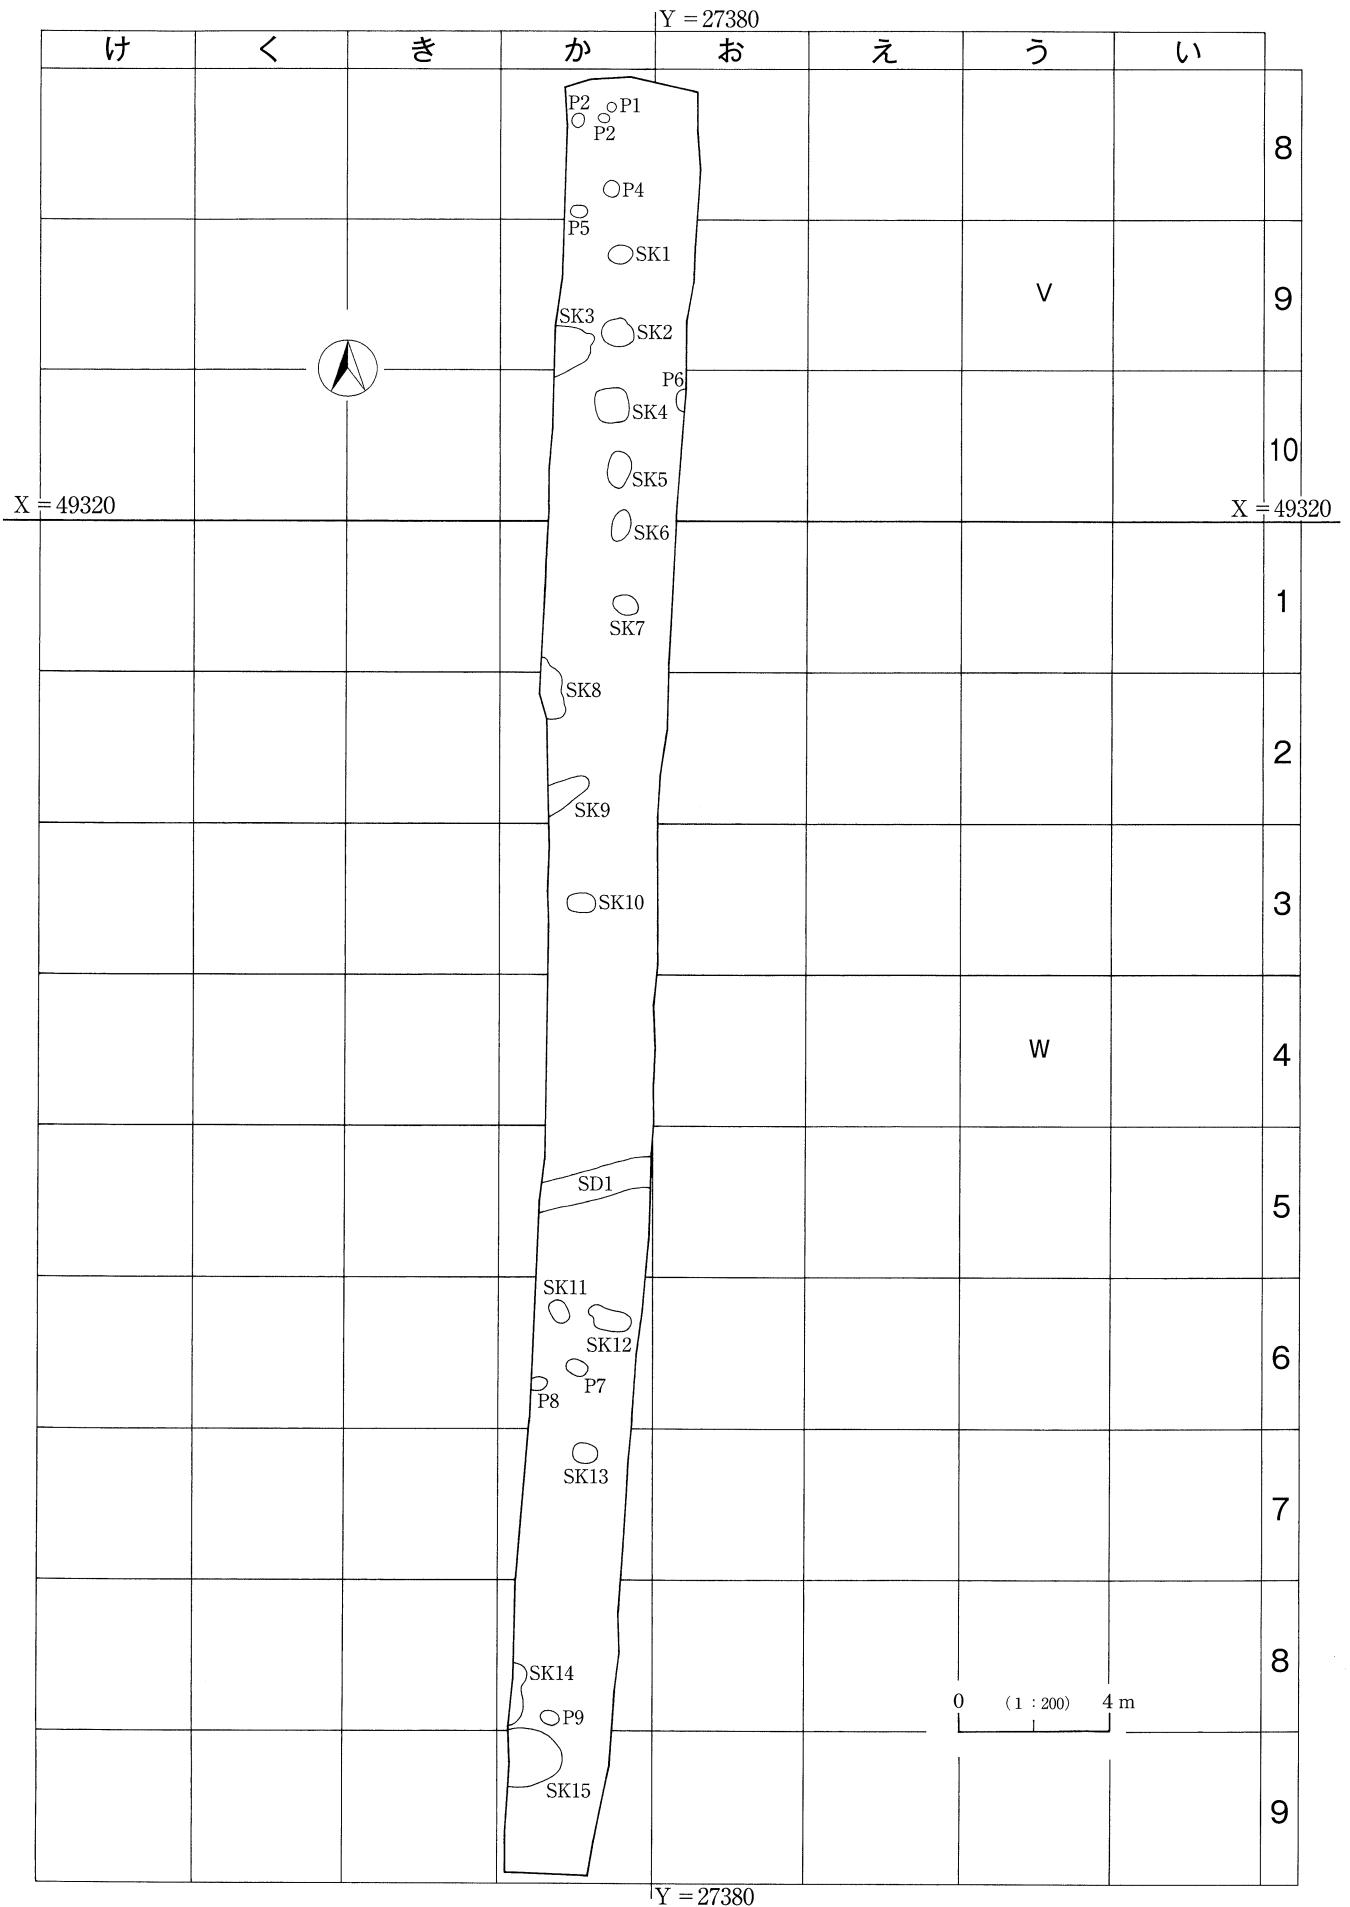 Y = 27380
け く き か お え う い
P2 P1
P2
8
P4
P5
SK1
V
9
SK3
SK2
P6
SK4
10
SK5
X = 49320
X = 49320
SK6
1
SK7
SK8
2
SK9
SK10
3
W
4
SD1
5
SK11
SK12
6
P7
P8
SK13
7
8
SK14
0 (1：200) 4 m
P9
SK15
9
Y = 27380